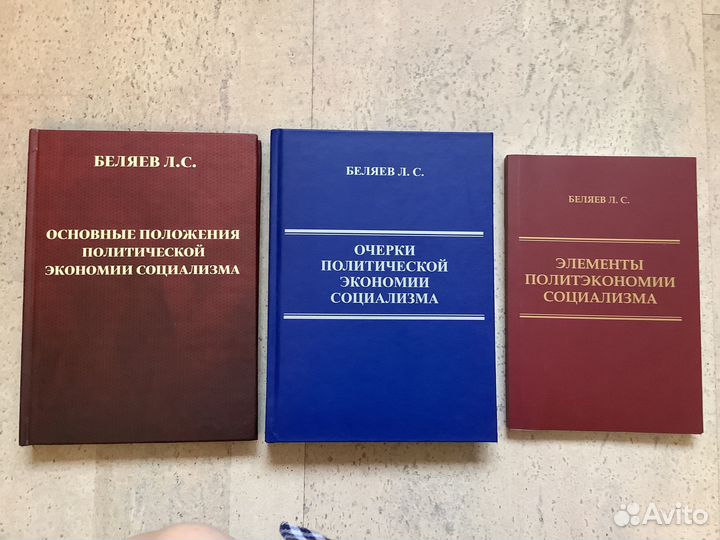 БЕЛЯЕВ Л.С.
ОСНОВНЫЕ ПОЛОЖЕНИЯ
ПОЛИТИЧЕСКОЙ
ЭКОНОМИИ СОЦИАЛИЗМА
БЕЛЯЕВ Л. С.
ОЧЕРКИ
ПОЛИТИЧЕСКОЙ
ЭКОНОМИИ
СОЦИАЛИЗМА
БЕЛЯЕВ Л. С.
ЭЛЕМЕНТЫ
ПОЛИТЭКОНОМИИ
СОЦИАЛИЗМА
Avito